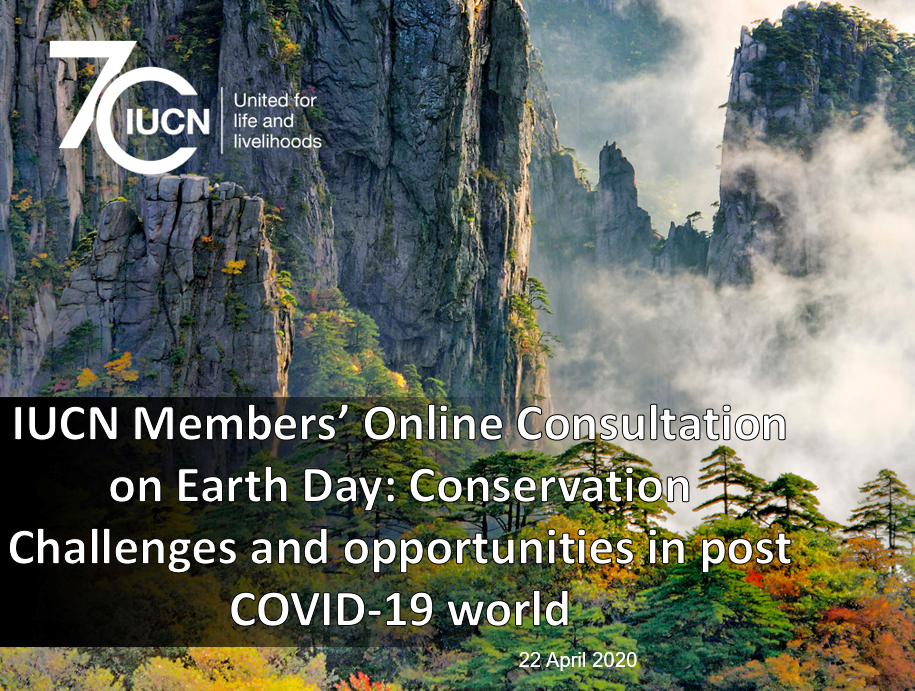 70
IUCN
United for
life and
livelihoods
IUCN Members’ Online Consultation
on Earth Day: Conservation
Challenges and opportunities in post
COVID-19 world
22 April 2020